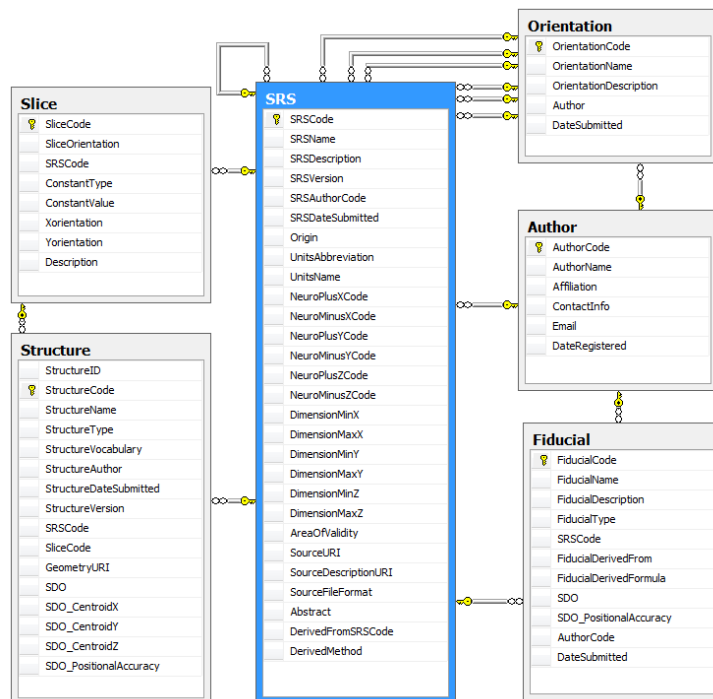 Orientation
OrientationCode
OrientationName
OrientationDescription
Author
DateSubmitted
Slice
SliceCode
SliceOrientation
SRSCode
ConstantType
ConstantValue
Xorientation
Yorientation
Description
SRS
SRSCode
SRSName
SRSDescription
SRSVersion
SRSAuthorCode
SRSDateSubmitted
Origin
UnitsAbbreviation
UnitsName
NeuroPlusXCode
NeuroMinusXCode
NeuroPlusYCode
NeuroMinusYCode
NeuroPlusZCode
NeuroMinusZCode
DimensionMinX
DimensionMaxX
DimensionMinY
DimensionMaxY
DimensionMinZ
DimensionMaxZ
AreaOfValidity
SourceURI
SourceDescriptionURI
SourceFileFormat
Abstract
DerivedFromSRSCode
DerivedMethod
Author
AuthorCode
AuthorName
Affiliation
ContactInfo
Email
DateRegistered
Structure
StructureID
StructureCode
StructureName
StructureType
StructureVocabulary
StructureAuthor
StructureDateSubmitted
StructureVersion
SRSCode
SliceCode
GeometryURI
SDO
SDO_CentroidX
SDO_CentroidY
SDO_CentroidZ
SDO_PositionalAccuracy
Fiducial
FiducialCode
FiducialName
FiducialDescription
FiducialType
SRSCode
FiducialDerivedFrom
FiducialDerivedFormula
SDO
SDO_PositionalAccuracy
AuthorCode
DateSubmitted